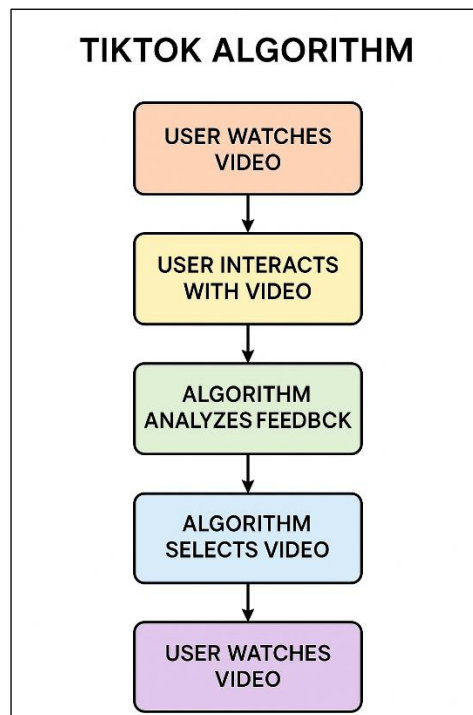 TIKTOK ALGORITHM
USER WATCHES
VIDEO
USER INTERACTS
WITH VIDEO
ALGORITHM
ANALYZES FEEDBCK
ALGORITHM
SELECTS VIDEO
USER WATCHES
VIDEO